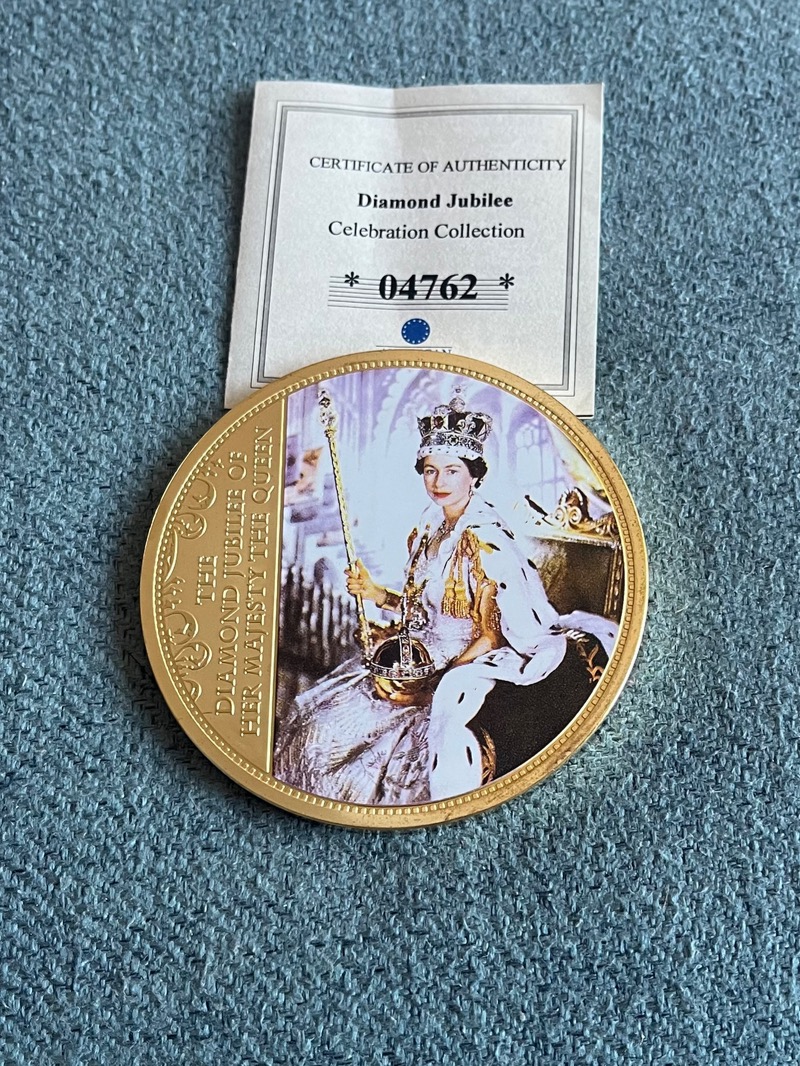 CERTIFICATE OF AUTHENTICITY
Diamond Jubilee
Celebration Collection
* 04762 *
THE
DIAMOND JUBILEE OF
HER MAJESTY THE QUEEN